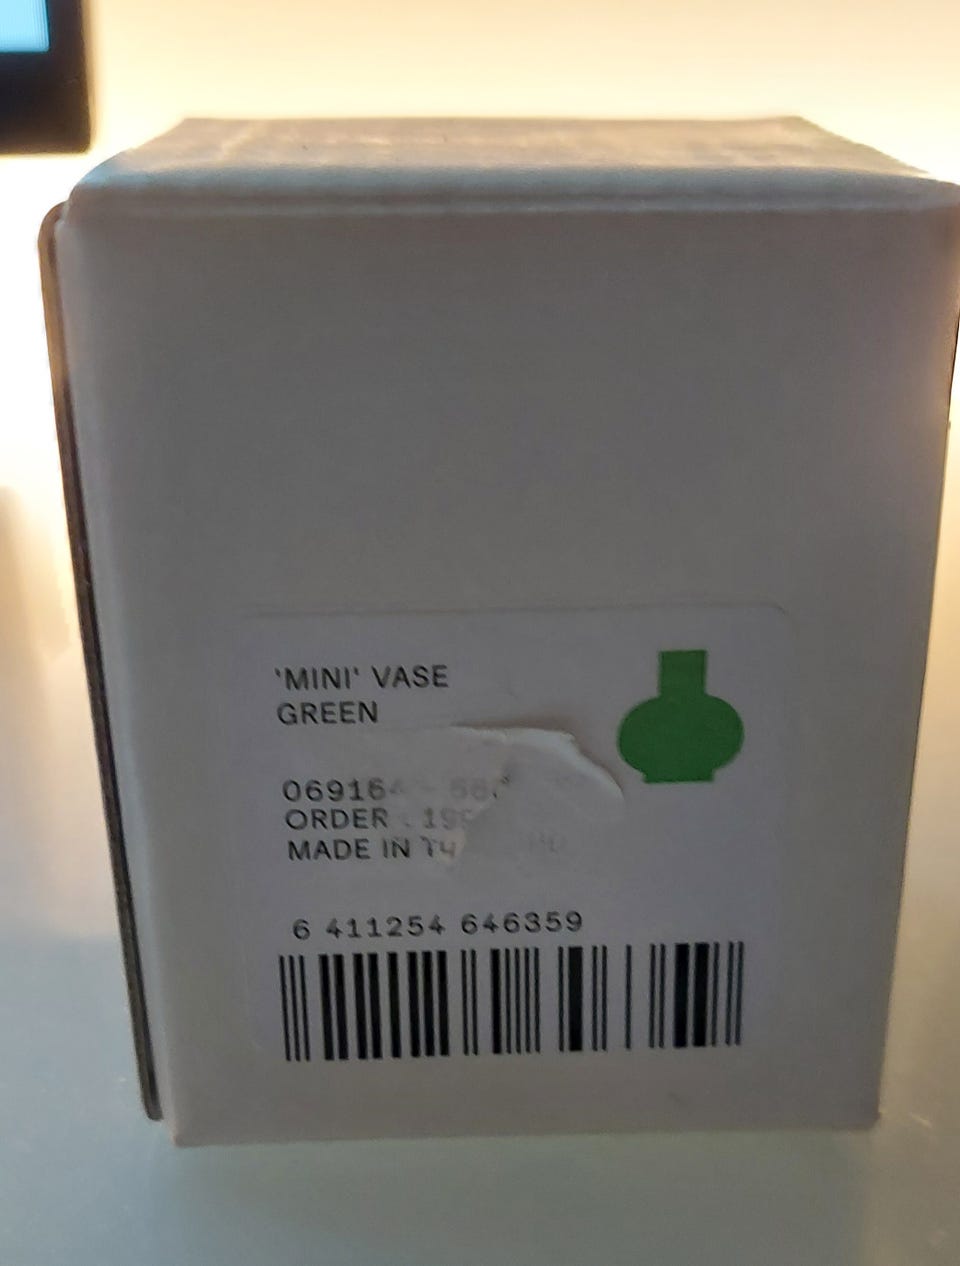 'MINI' VASE
GREEN
ORDER
MADE IN
6 411254 646359